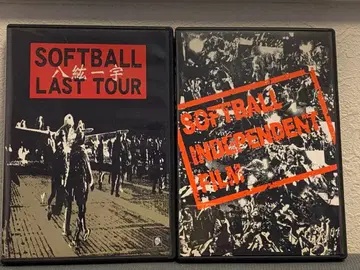 SOFTBALL
八紘一宇
LAST TOUR
SOFTBALL
INDEPENDENT
FILM